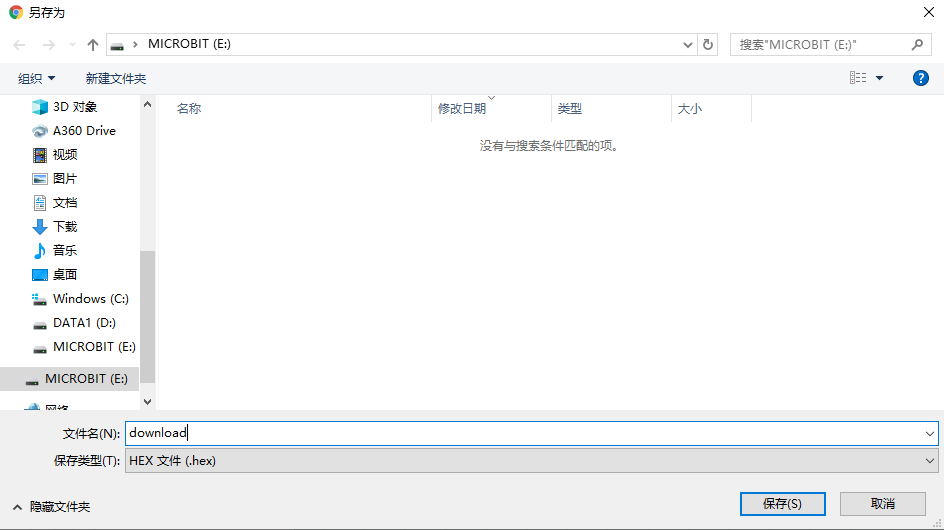 另存为
MICROBIT (E:)
搜索"MICROBIT (E:)"
组织
新建文件夹
3D 对象
A360 Drive
视频
图片
文档
下载
音乐
桌面
Windows (C:)
DATA1 (D:)
MICROBIT (E:)
MICROBIT (E:)
网络
名称
修改日期
类型
大小
没有与搜索条件匹配的项。
文件名(N):
download
保存类型(T):
HEX 文件 (.hex)
隐藏文件夹
保存(S)
取消